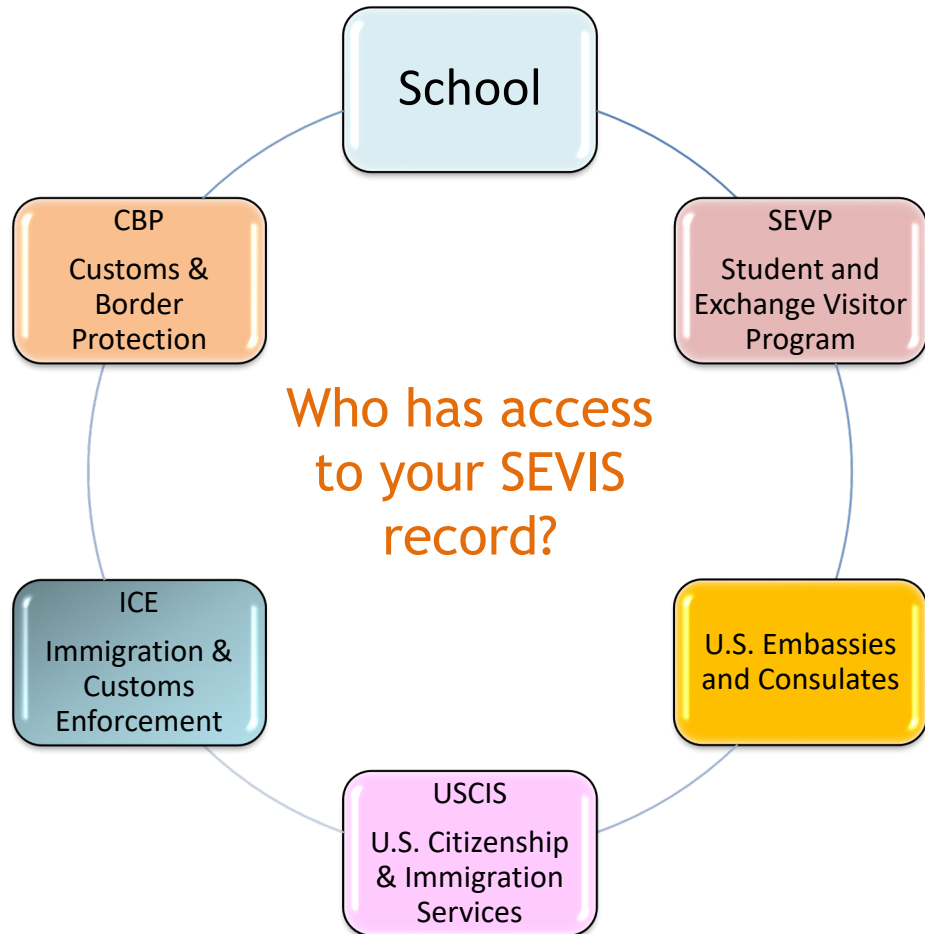 School
SEVP
Student and
Exchange Visitor
Program
U.S. Embassies
and Consulates
USCIS
U.S. Citizenship
& Immigration
Services
ICE
Immigration &
Customs
Enforcement
CBP
Customs &
Border
Protection
Who has access
to your SEVIS
record?